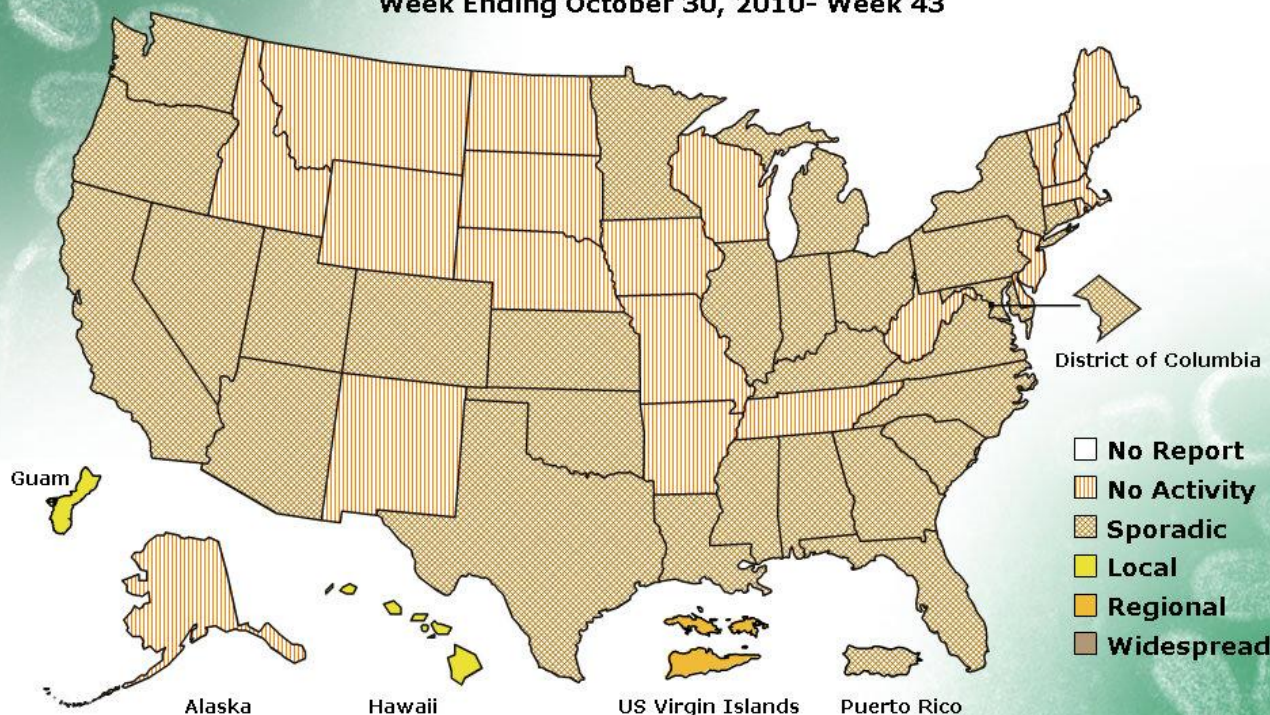 Week Ending October 30, 2010- Week 43
District of Columbia
Guam
No Report
No Activity
Sporadic
Local
Regional
Widespread
Alaska
Hawaii
US Virgin Islands
Puerto Rico